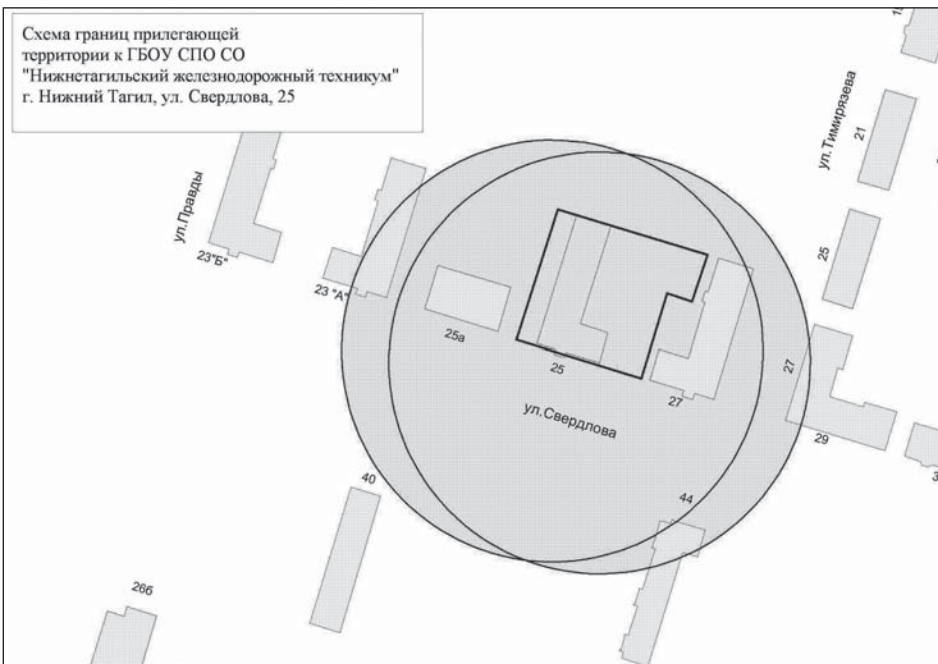 Схема границ прилегающей
территории к ГБОУ СПО СО
"Нижнетагильский железнодорожный техникум"
г. Нижний Тагил, ул. Свердлова, 25
ул.Тимирязева
21
ул.Правды
23"Б"
23 "А"
25а
25
25
27
27
29
ул.Свердлова
40
44
26б